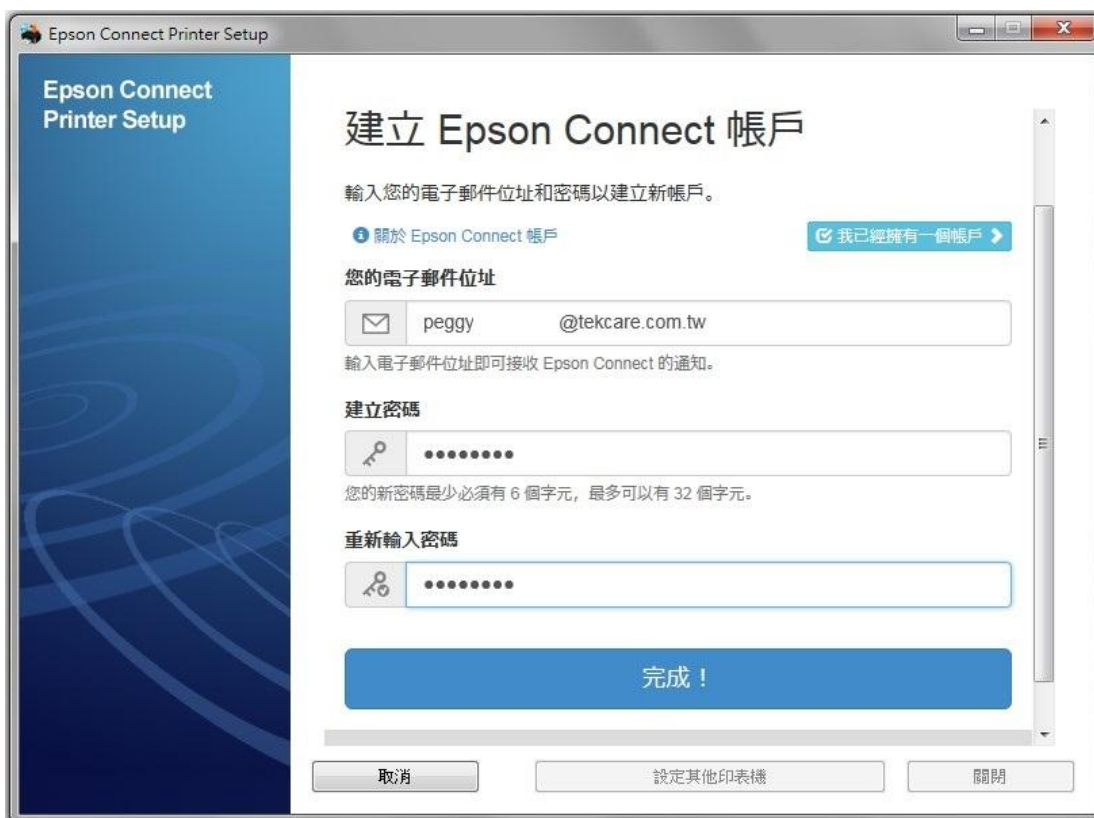 Epson Connect Printer Setup
Epson Connect
Printer Setup
建立 Epson Connect 帳戶
輸入您的電子郵件位址和密碼以建立新帳戶。
關於 Epson Connect 帳戶
我已經擁有一個帳戶
您的電子郵件位址
peggy @tekcare.com.tw
輸入電子郵件位址即可接收 Epson Connect 的通知。
建立密碼
••••••••
您的新密碼最少必須有 6 個字元，最多可以有 32 個字元。
重新輸入密碼
••••••••
完成！
取消
設定其他印表機
關閉